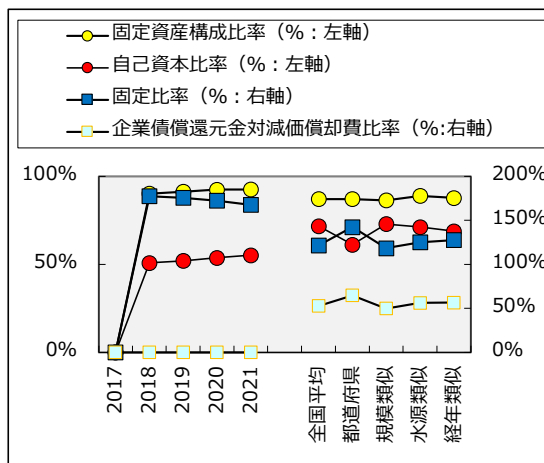 固定資産構成比率（%：左軸）
自己資本比率（%：左軸）
固定比率（%：右軸）
企業債償還元金対減価償却費比率（%:右軸）
100%
50%
0%
200%
150%
100%
50%
0%
2017
2018
2019
2020
2021
全国平均
都道府県
規模類似
水源類似
経年類似